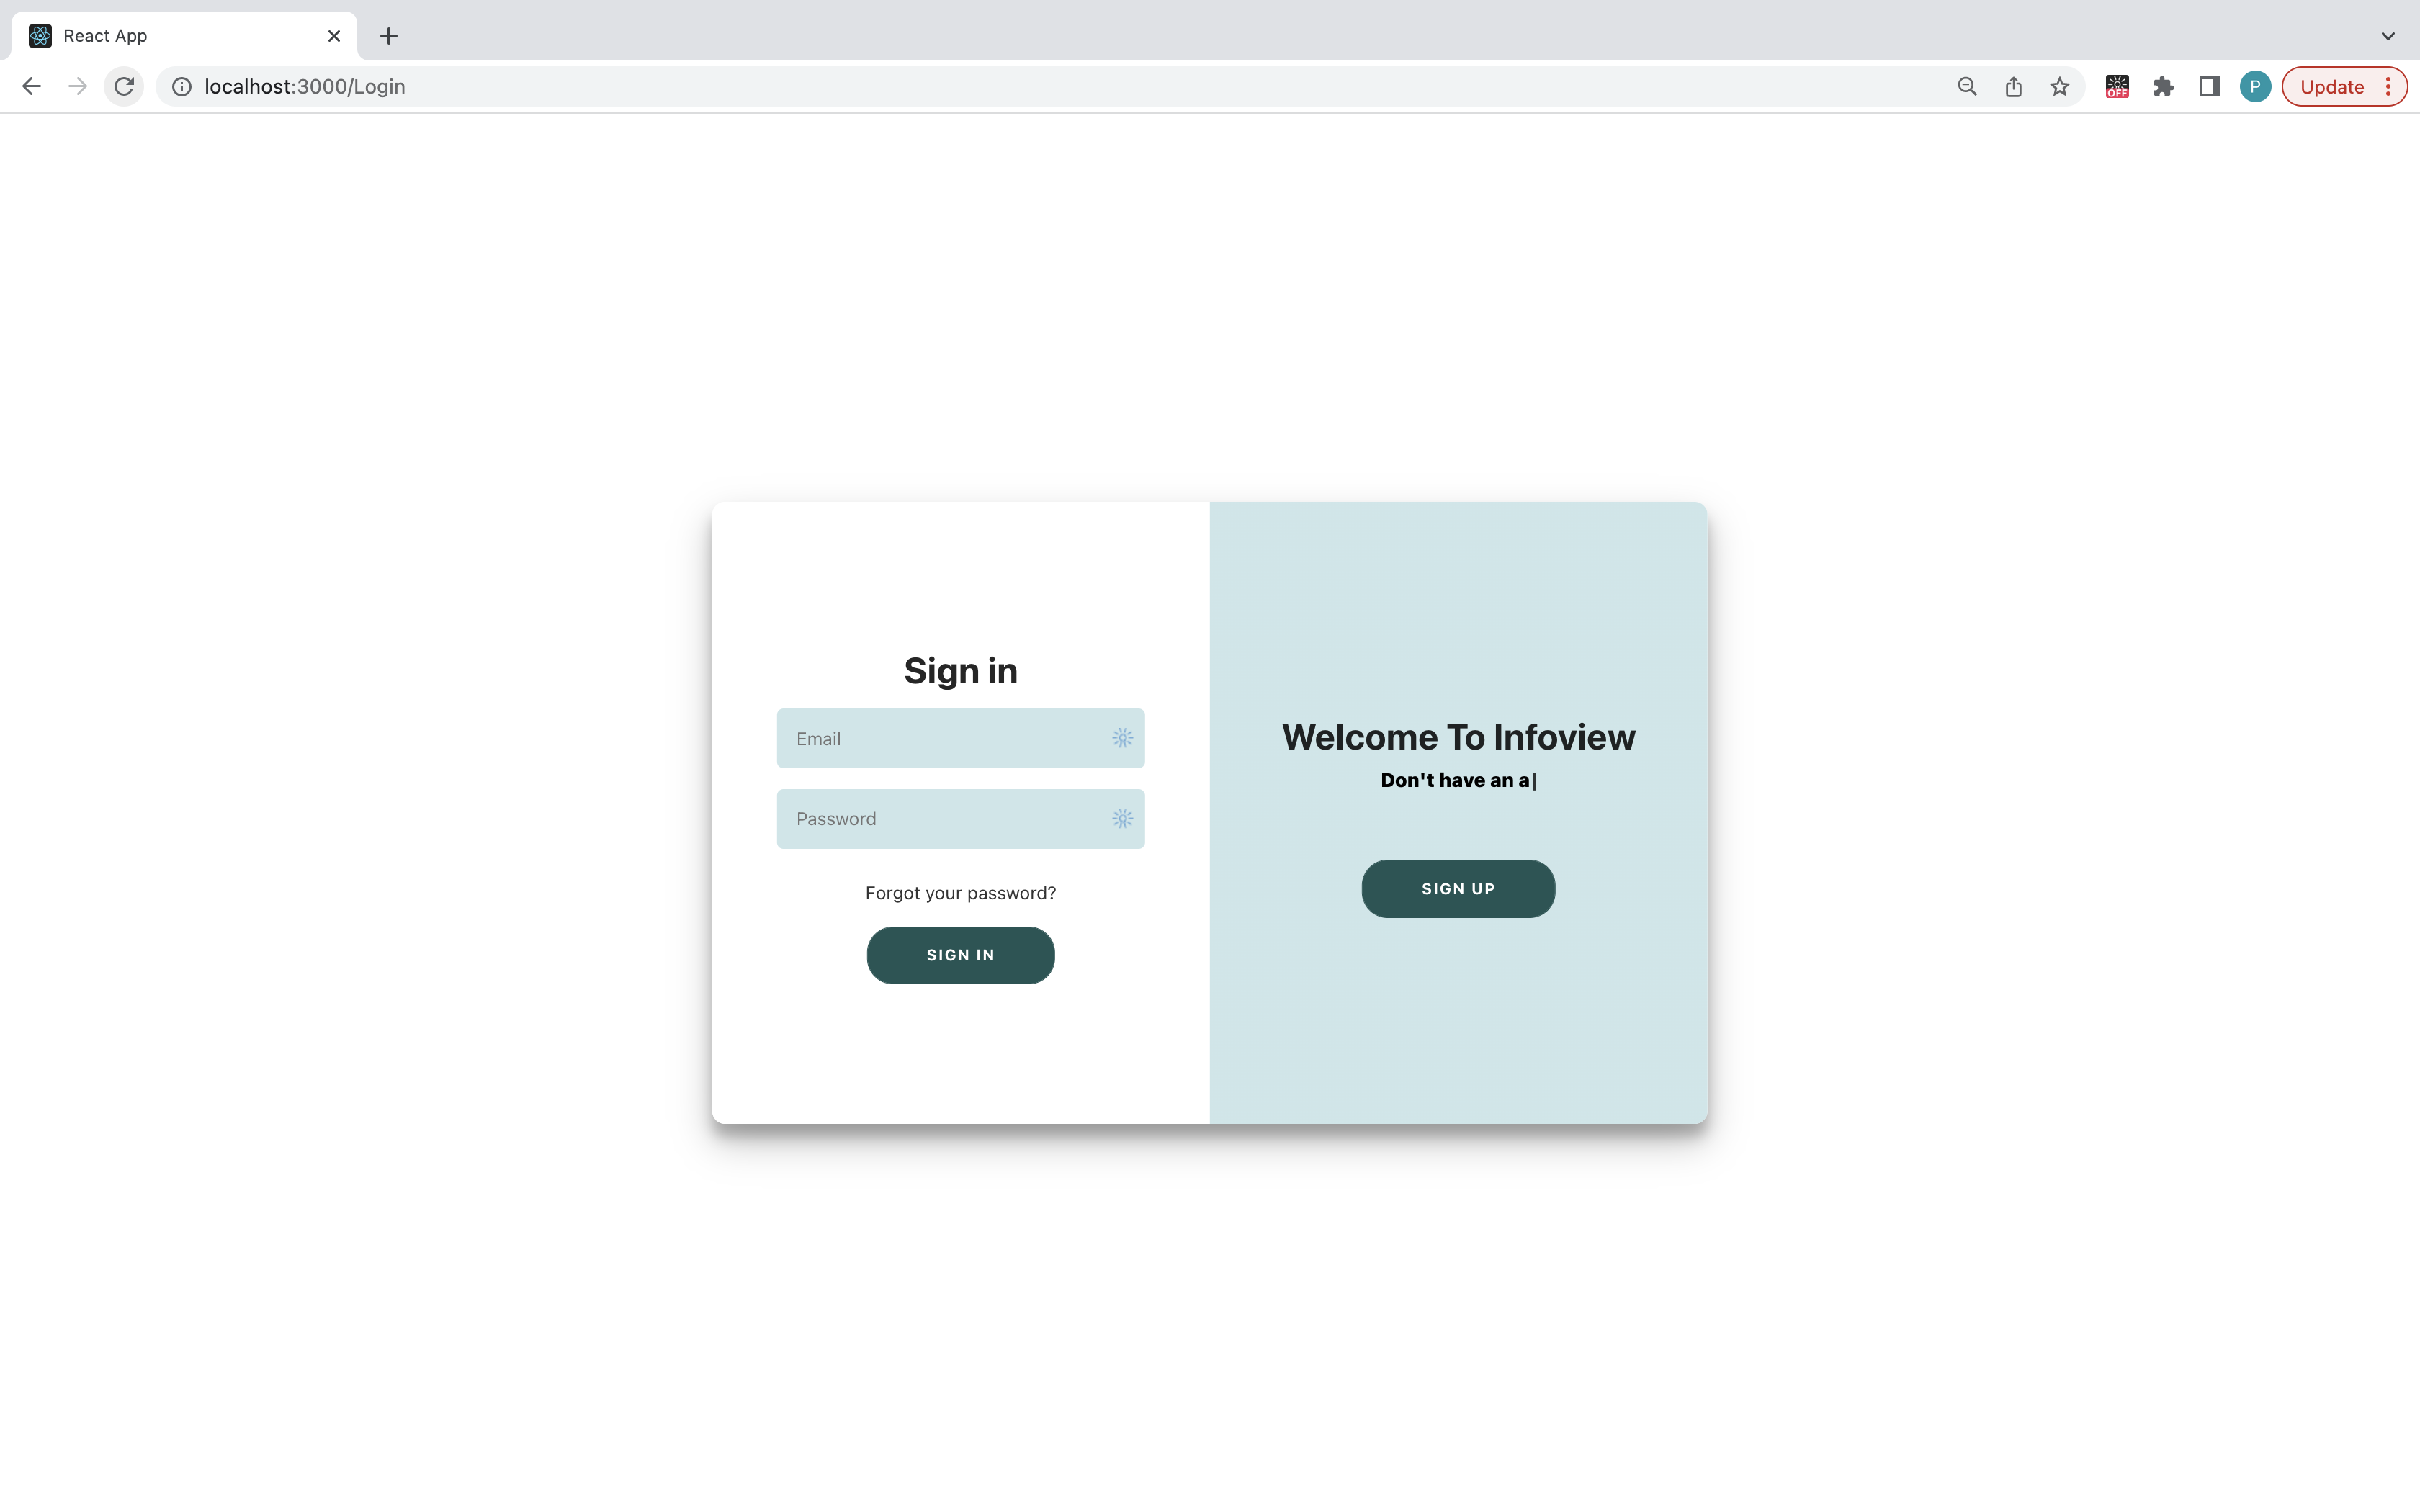 React App
localhost:3000/Login
OFF
P
Update
Sign in
Email
Password
Forgot your password?
SIGN IN
Welcome To Infoview
Don't have an a|
SIGN UP